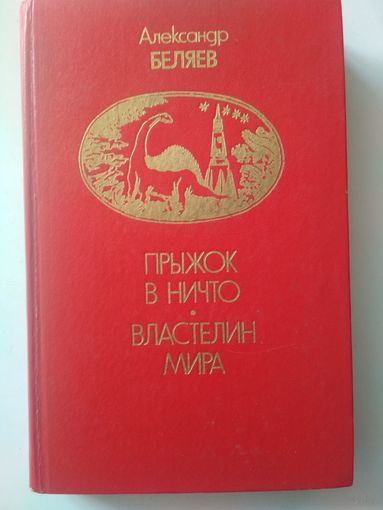 Александр
БЕЛЯЕВ
ПРЫЖОК
В НИЧТО
•
ВЛАСТЕЛИН
МИРА